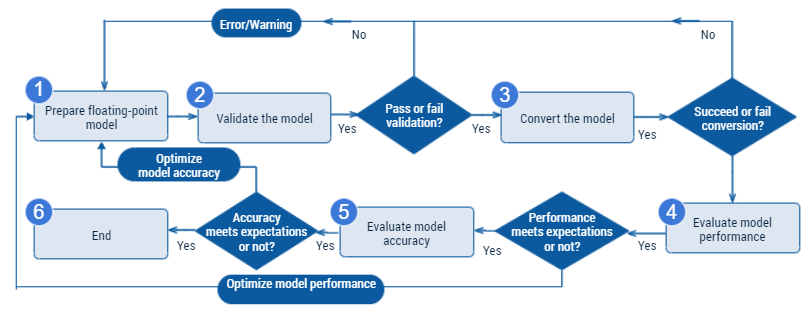 Error/Warning
No
No
1
Prepare floating-point
model
2
Validate the model
Yes
Pass or fail
validation?
Yes
3
Convert the model
Yes
Succeed or fail
conversion?
Optimize
model accuracy
6
End
Yes
Accuracy
meets expectations
or not?
Yes
5
Evaluate model
accuracy
Yes
Performance
meets expectations
or not?
Yes
4
Evaluate model
performance
Optimize model performance